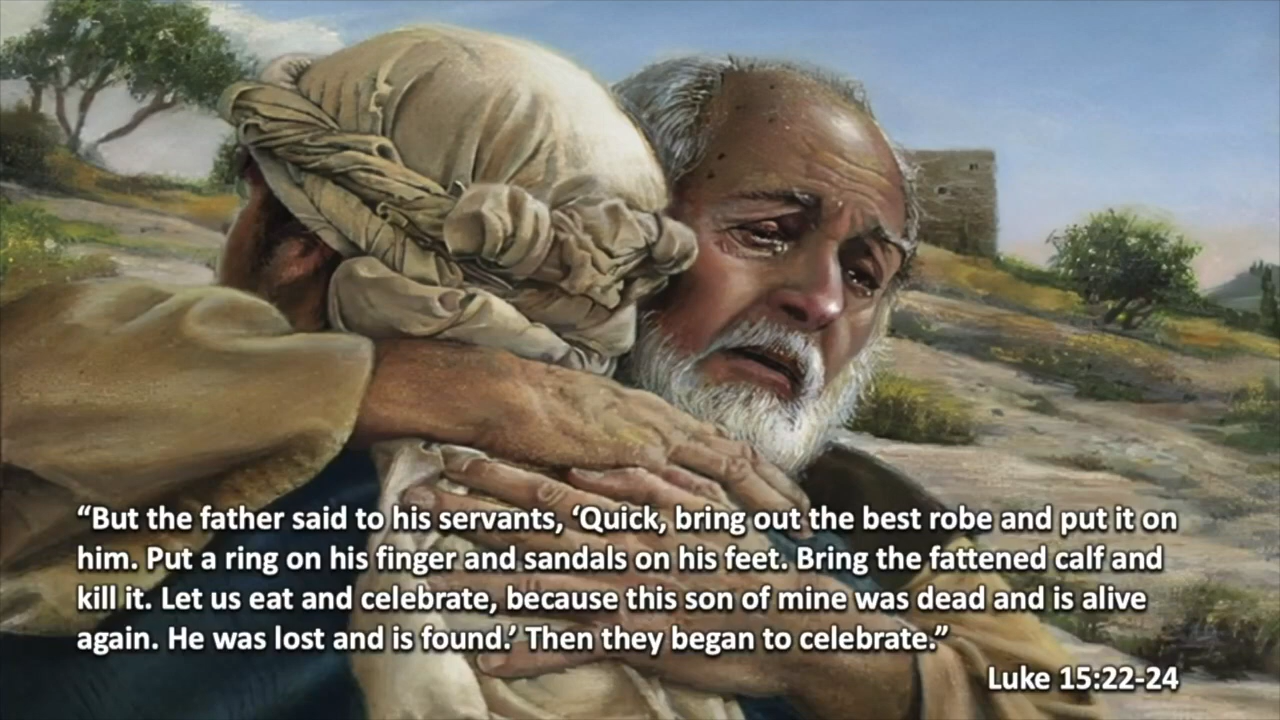 “But the father said to his servants, ‘Quick, bring out the best robe and put it on
him. Put a ring on his finger and sandals on his feet. Bring the fattened calf and
kill it. Let us eat and celebrate, because this son of mine was dead and is alive
again. He was lost and is found.’ Then they began to celebrate.”
Luke 15:22-24